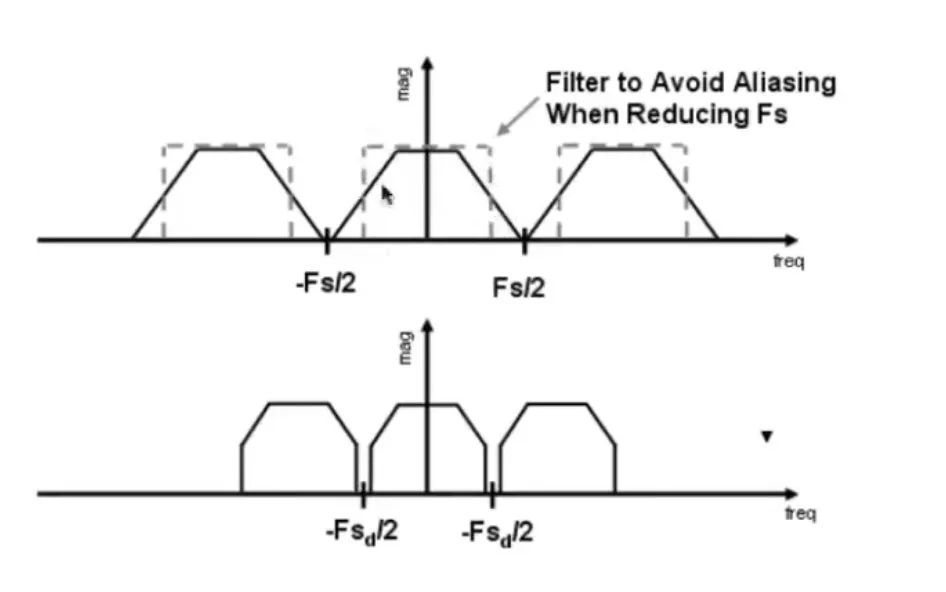 mag
Filter to Avoid Aliasing
When Reducing Fs
-Fs/2
Fs/2
freq
mag
-Fsd/2
-Fsd/2
freq